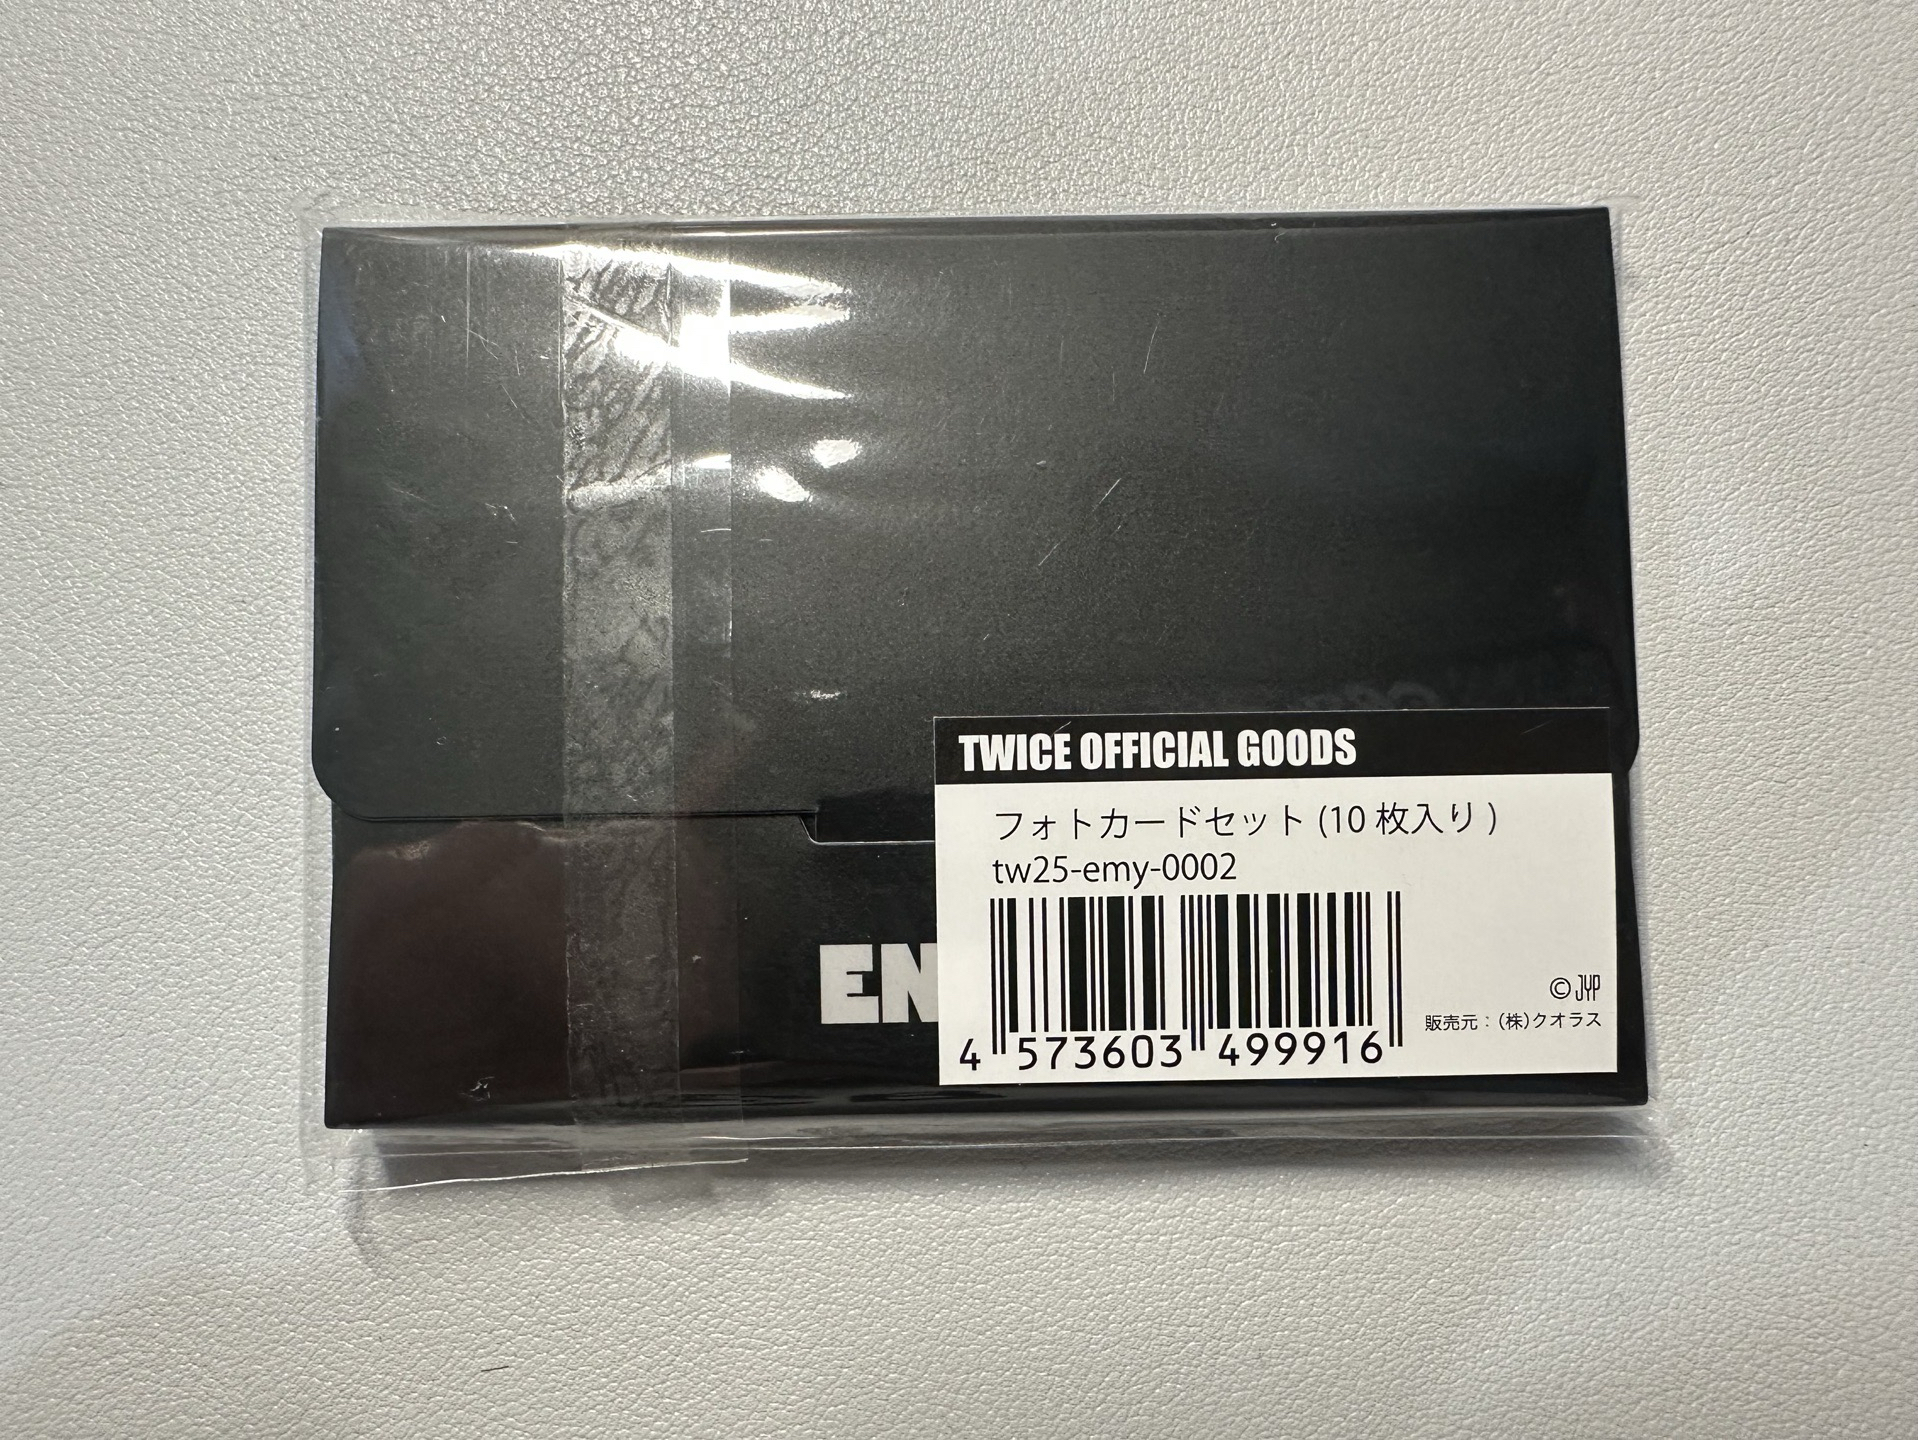 TWICE OFFICIAL GOODS
フォトカードセット (10 枚入り )
tw25-emy-0002
EN
4 573603 499916
© JYP
販売元：(株)クオラス